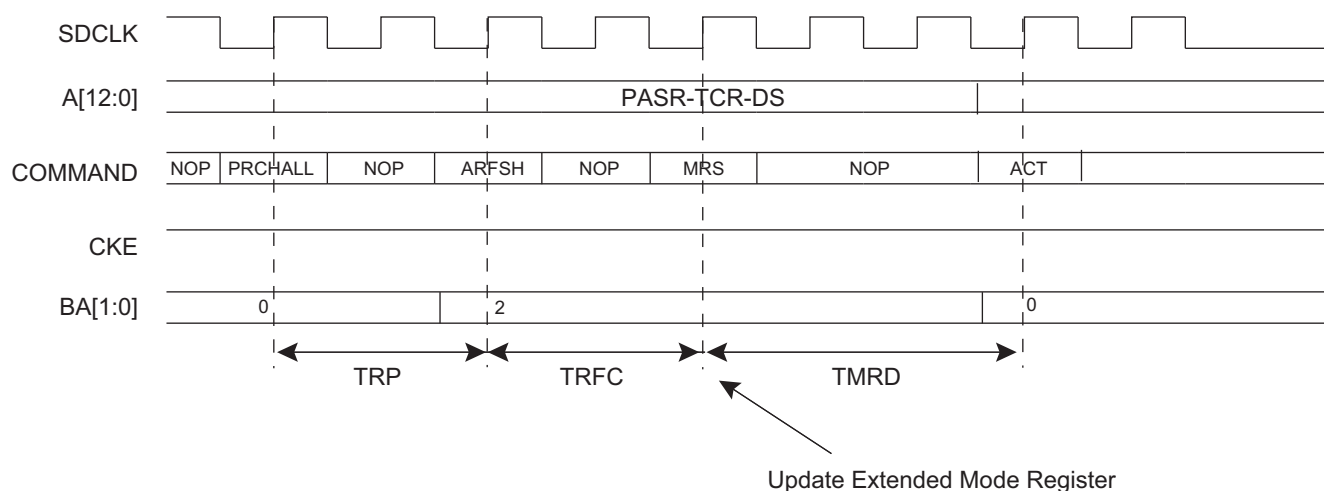 SDCLK
A[12:0] PASR-TCR-DS
COMMAND NOP PRCHALL NOP ARFSH NOP MRS NOP ACT
CKE
BA[1:0] 0 2 0
TRP TRFC TMRD
Update Extended Mode Register